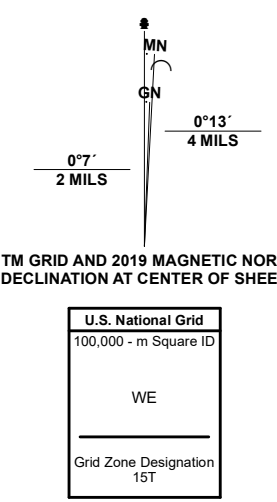 MN
GN
0°13´
4 MILS
0°7´
2 MILS
TM GRID AND 2019 MAGNETIC NOR
DECLINATION AT CENTER OF SHEE
U.S. National Grid
100,000 - m Square ID
WE
Grid Zone Designation
15T